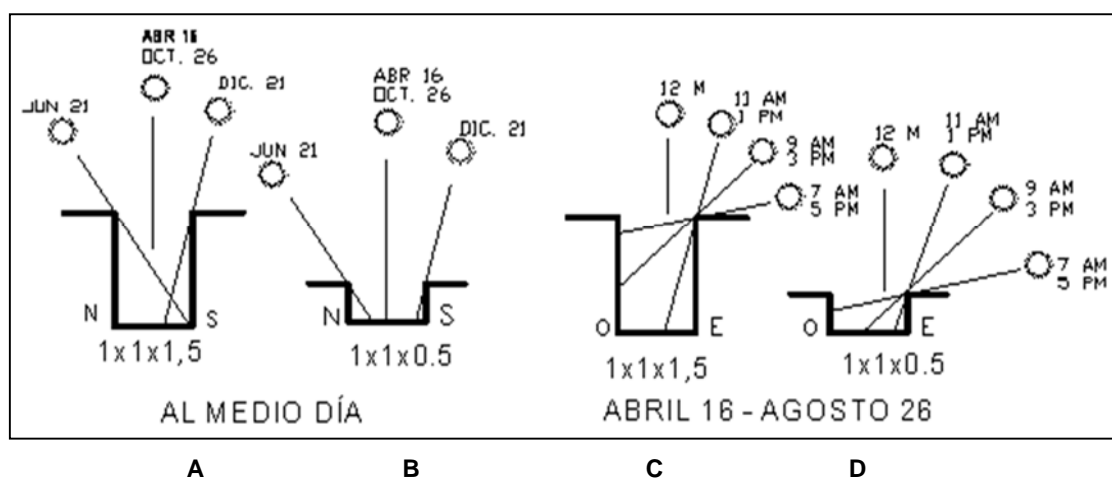 ABR 16
OCT. 26
JUN 21
DIC. 21
N
S
1x1x1,5
ABR 16
OCT. 26
JUN 21
DIC. 21
N
S
1x1x0.5
AL MEDIO DÍA
12 M
11 AM
1 PM
9 AM
3 PM
7 AM
5 PM
O
E
1x1x1,5
12 M
11 AM
1 PM
9 AM
3 PM
7 AM
5 PM
O
E
1x1x0.5
ABRIL 16 - AGOSTO 26
A
B
C
D